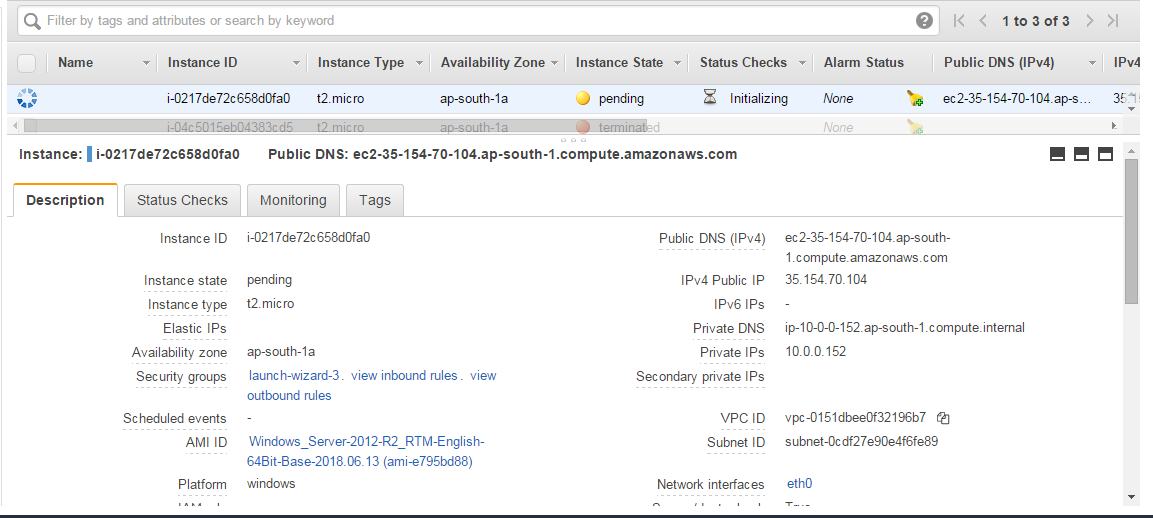 Filter by tags and attributes or search by keyword ? 1 to 3 of 3
Name Instance ID Instance Type Availability Zone Instance State Status Checks Alarm Status Public DNS (IPv4) IPv4
i-0217de72c658d0fa0 t2.micro ap-south-1a pending Initializing None ec2-35-154-70-104.ap-s... 35.1
i-04c5015eb04383cd5 t2.micro ap-south-1a terminated None
Instance: i-0217de72c658d0fa0 Public DNS: ec2-35-154-70-104.ap-south-1.compute.amazonaws.com
Description Status Checks Monitoring Tags
Instance ID i-0217de72c658d0fa0 Public DNS (IPv4) ec2-35-154-70-104.ap-south-
1.compute.amazonaws.com
Instance state pending IPv4 Public IP 35.154.70.104
Instance type t2.micro IPv6 IPs -
Elastic IPs Private DNS ip-10-0-0-152.ap-south-1.compute.internal
Availability zone ap-south-1a Private IPs 10.0.0.152
Security groups launch-wizard-3. view inbound rules. view Secondary private IPs
outbound rules
Scheduled events - VPC ID vpc-0151dbee0f32196b7
AMI ID Windows_Server-2012-R2_RTM-English- Subnet ID subnet-0cdf27e90e4f6fe89
64Bit-Base-2018.06.13 (ami-e795bd88)
Platform windows Network interfaces eth0